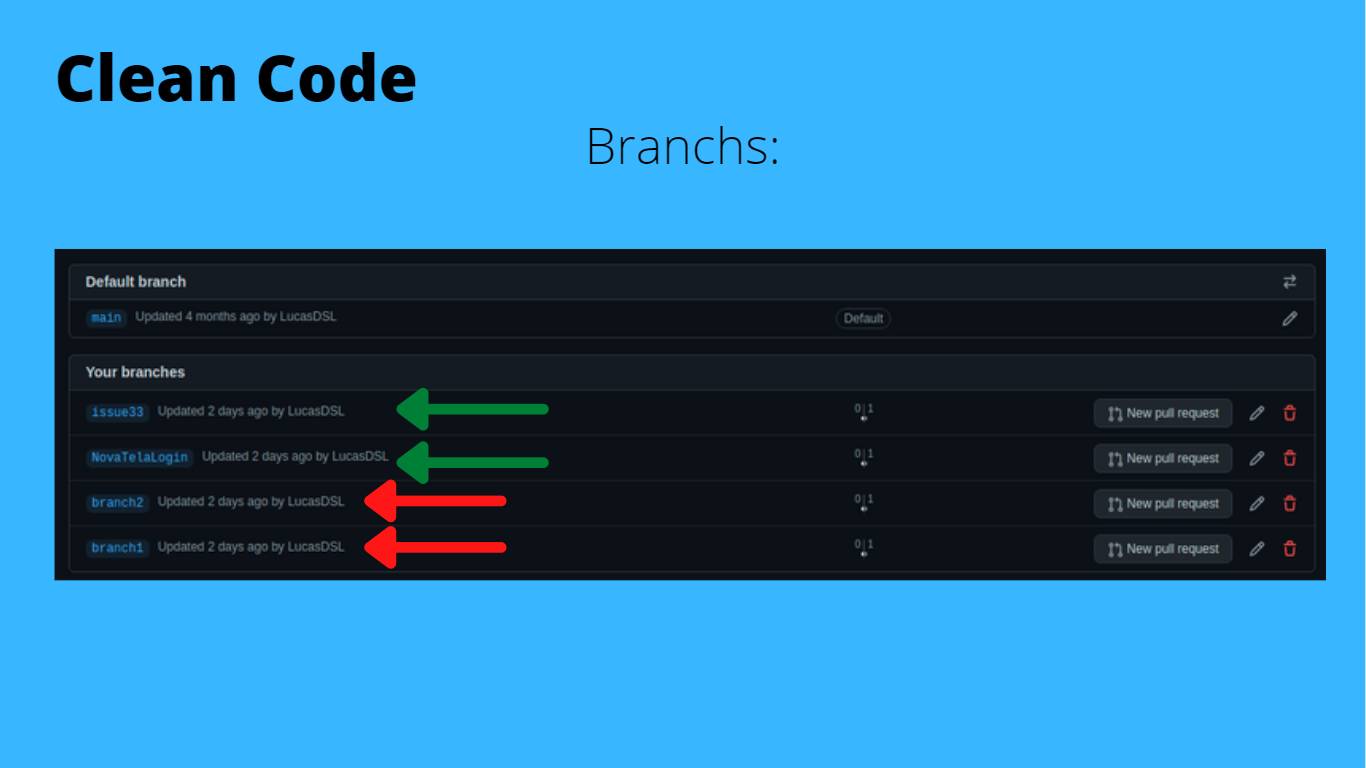 Clean Code
Branchs:
Default branch
main Updated 4 months ago by LucasDSL Default
Your branches
issue33 Updated 2 days ago by LucasDSL 0|1 New pull request
NovaTelaLogin Updated 2 days ago by LucasDSL 0|1 New pull request
branch2 Updated 2 days ago by LucasDSL 0|1 New pull request
branch1 Updated 2 days ago by LucasDSL 0|1 New pull request